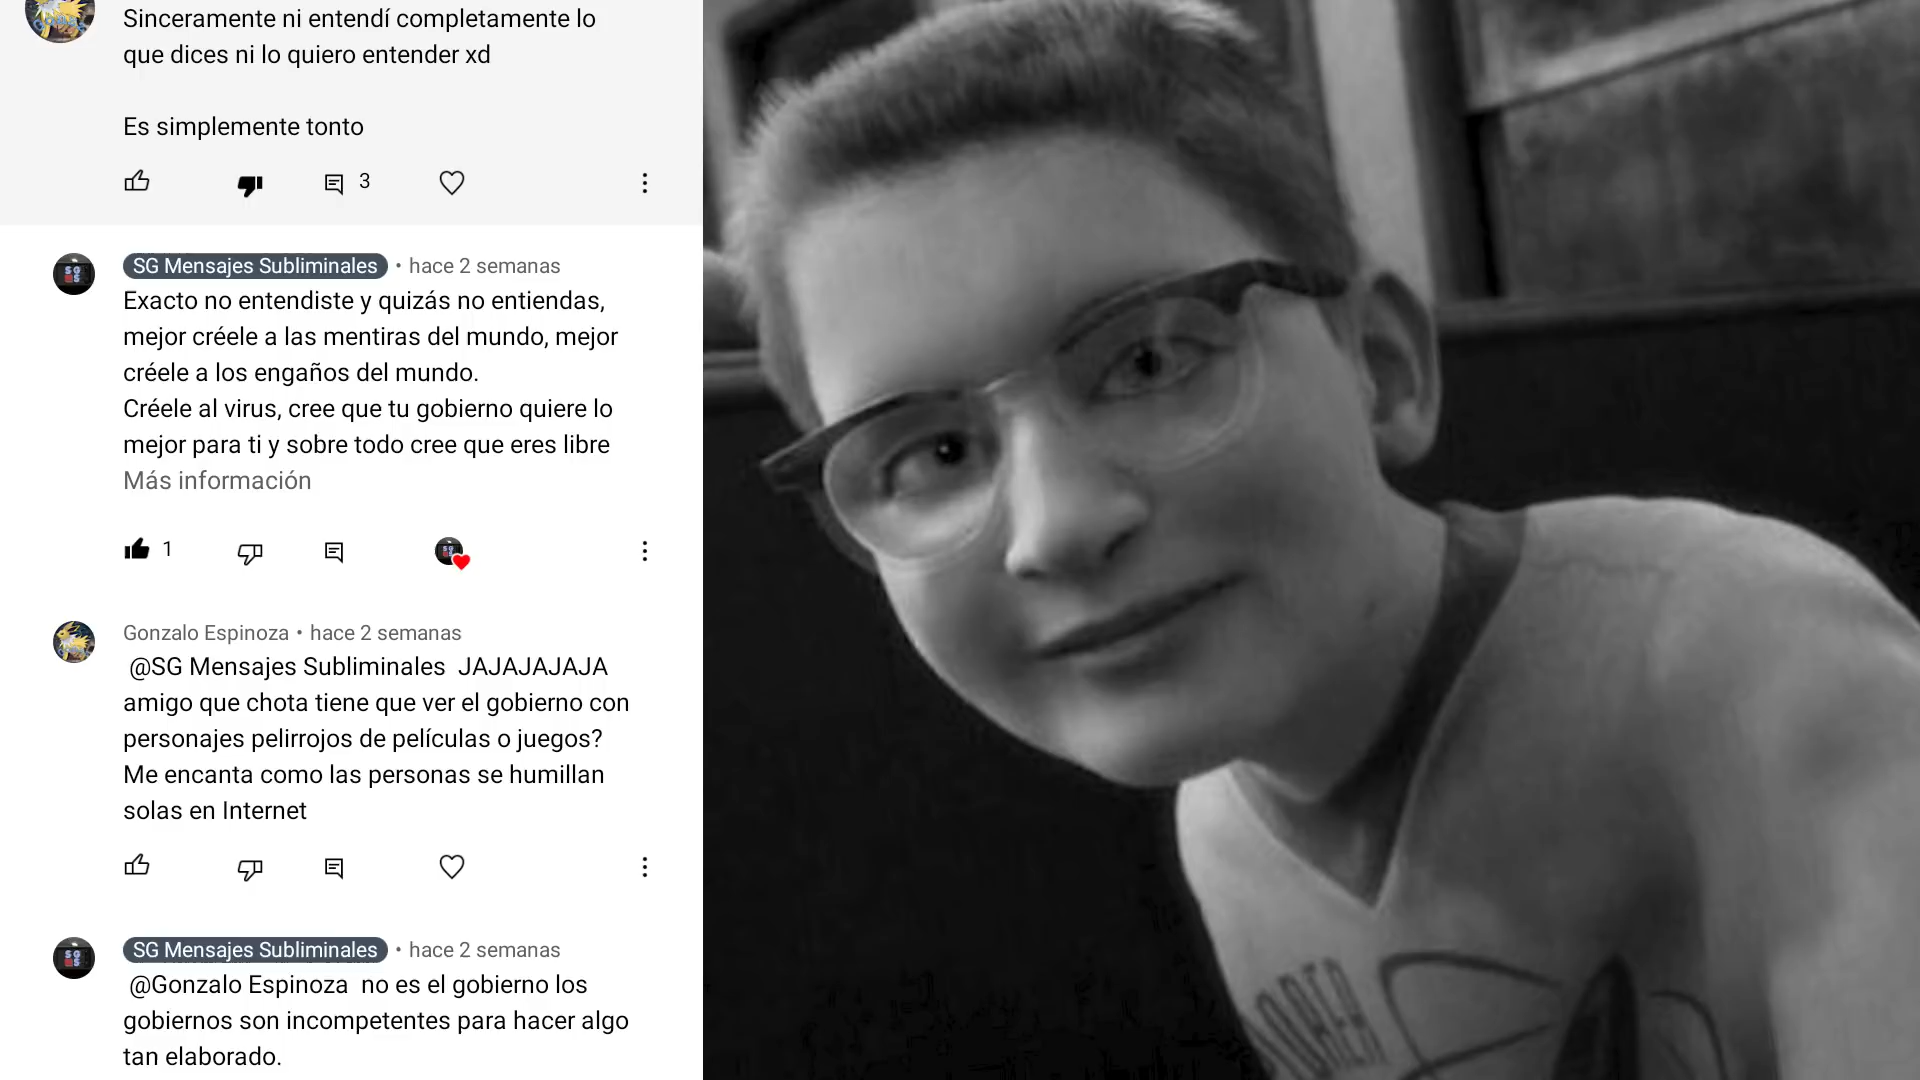 Sinceramente ni entendí completamente lo
que dices ni lo quiero entender xd
Es simplemente tonto
3
SG Mensajes Subliminales • hace 2 semanas
Exacto no entendiste y quizás no entiendas,
mejor créele a las mentiras del mundo, mejor
créele a los engaños del mundo.
Créele al virus, cree que tu gobierno quiere lo
mejor para ti y sobre todo cree que eres libre
Más información
1
Gonzalo Espinoza • hace 2 semanas
@SG Mensajes Subliminales JAJAJAJAJA
amigo que chota tiene que ver el gobierno con
personajes pelirrojos de películas o juegos?
Me encanta como las personas se humillan
solas en Internet
SG Mensajes Subliminales • hace 2 semanas
@Gonzalo Espinoza no es el gobierno los
gobiernos son incompetentes para hacer algo
tan elaborado.